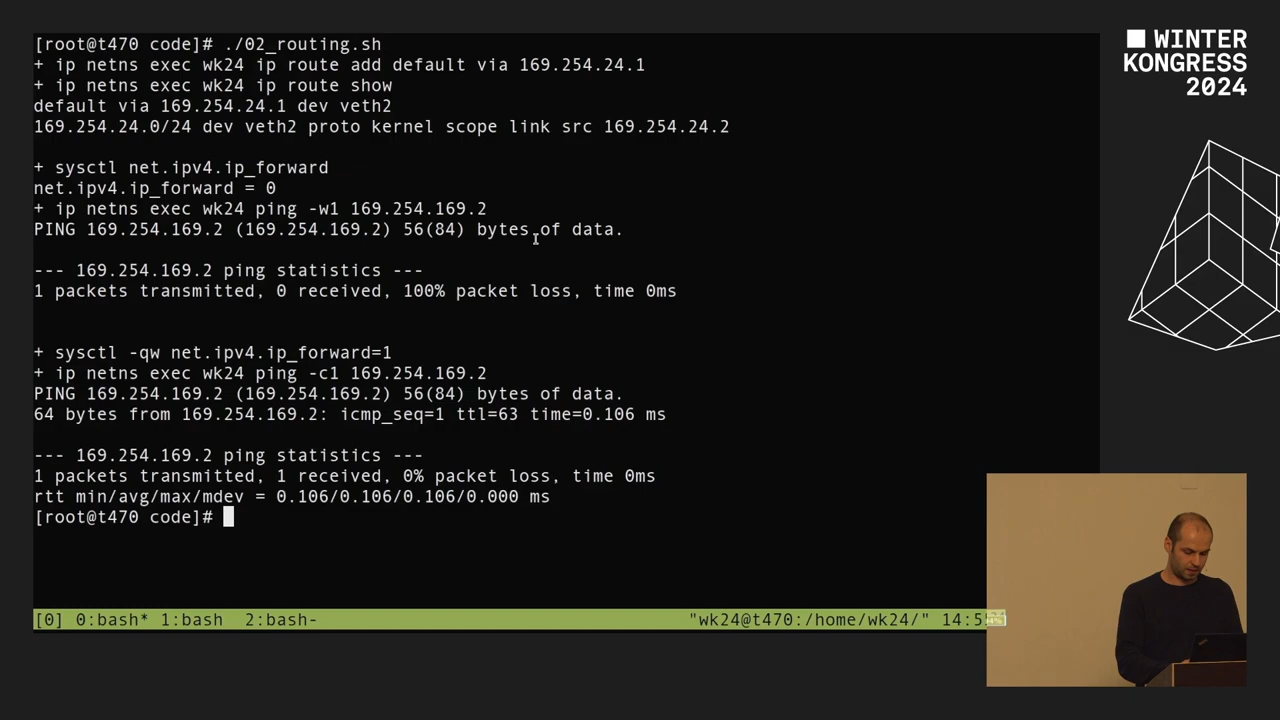 [root@t470 code]# ./02_routing.sh
+ ip netns exec wk24 ip route add default via 169.254.24.1
+ ip netns exec wk24 ip route show
default via 169.254.24.1 dev veth2
169.254.24.0/24 dev veth2 proto kernel scope link src 169.254.24.2
+ sysctl net.ipv4.ip_forward
net.ipv4.ip_forward = 0
+ ip netns exec wk24 ping -w1 169.254.169.2
PING 169.254.169.2 (169.254.169.2) 56(84) bytes of data.
--- 169.254.169.2 ping statistics ---
1 packets transmitted, 0 received, 100% packet loss, time 0ms
+ sysctl -qw net.ipv4.ip_forward=1
+ ip netns exec wk24 ping -c1 169.254.169.2
PING 169.254.169.2 (169.254.169.2) 56(84) bytes of data.
64 bytes from 169.254.169.2: icmp_seq=1 ttl=63 time=0.106 ms
--- 169.254.169.2 ping statistics ---
1 packets transmitted, 1 received, 0% packet loss, time 0ms
rtt min/avg/max/mdev = 0.106/0.106/0.106/0.000 ms
[root@t470 code]#
[0] 0:bash* 1:bash  2:bash-
"wk24@t470:/home/wk24/"
WINTER
KONGRESS
2024